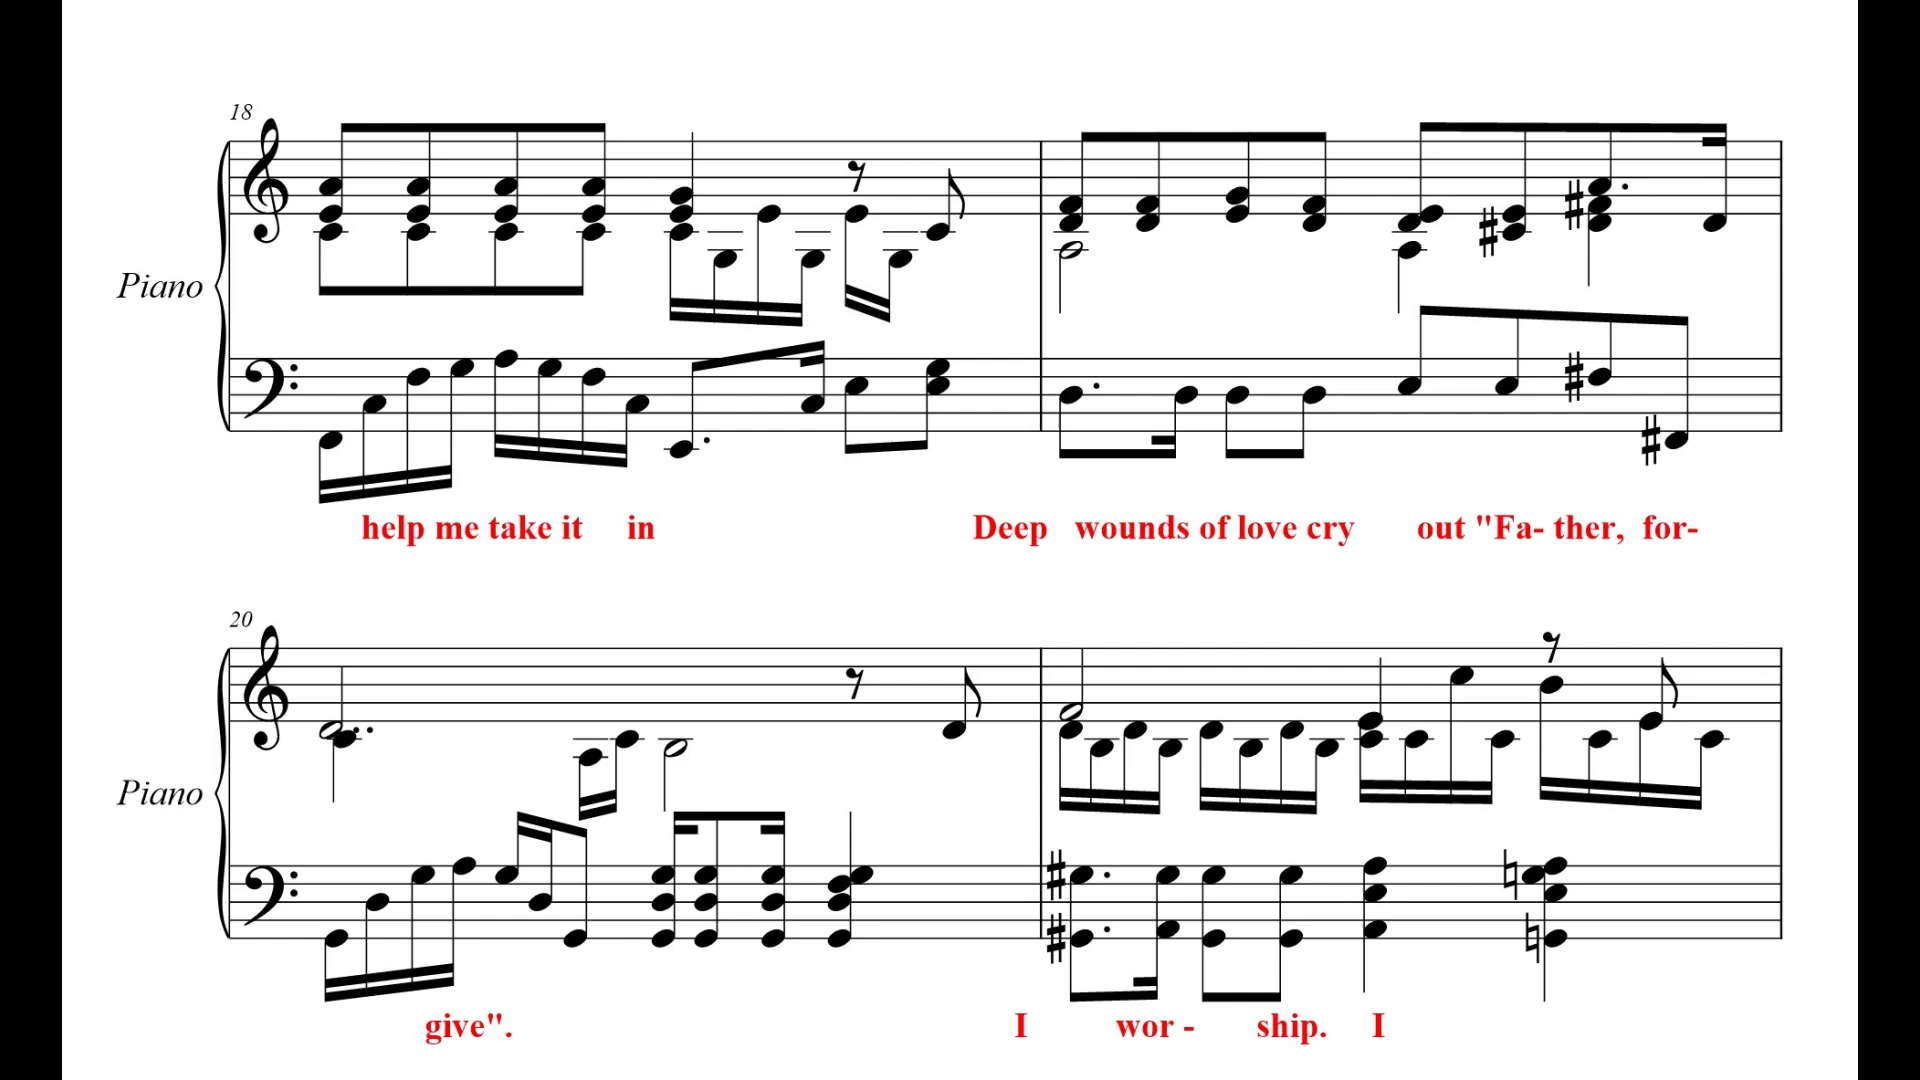 18
Piano
help me take it in Deep wounds of love cry out "Fa- ther, for-
20
Piano
give". I wor - ship. I